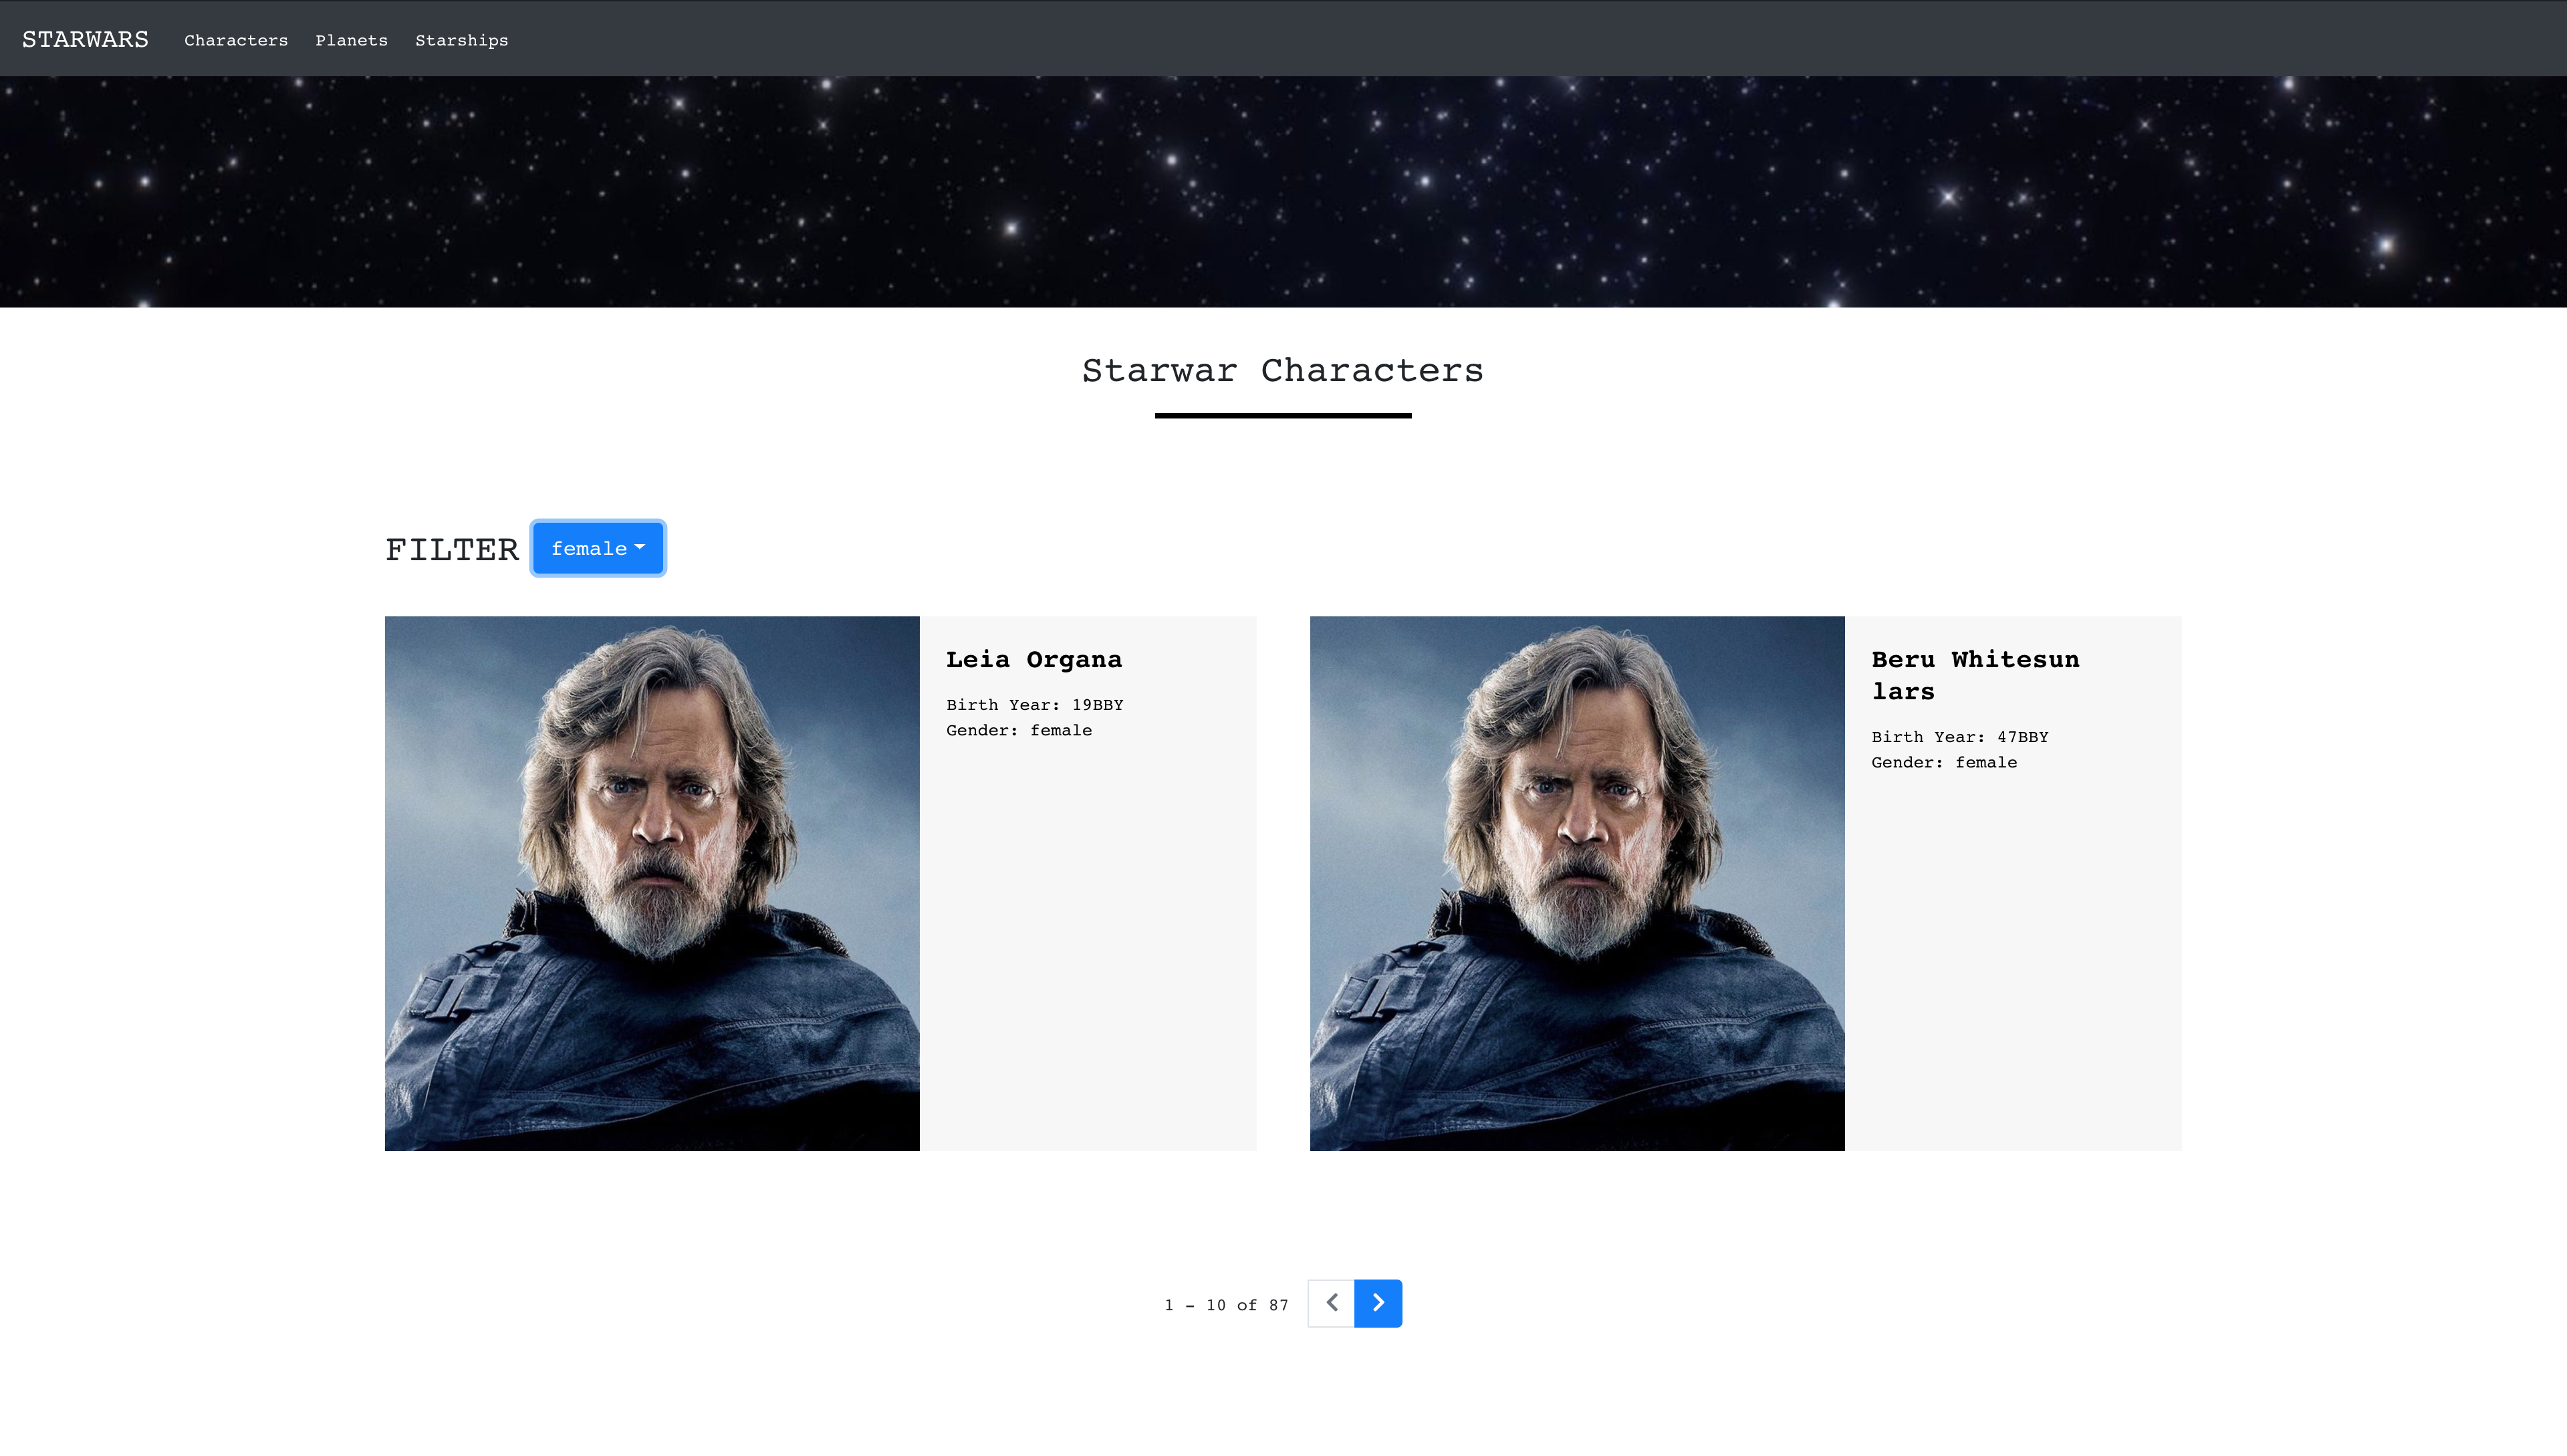 STARWARS Characters Planets Starships
Starwar Characters
FILTER female
Leia Organa
Birth Year: 19BBY
Gender: female
Beru Whitesun
lars
Birth Year: 47BBY
Gender: female
1 - 10 of 87